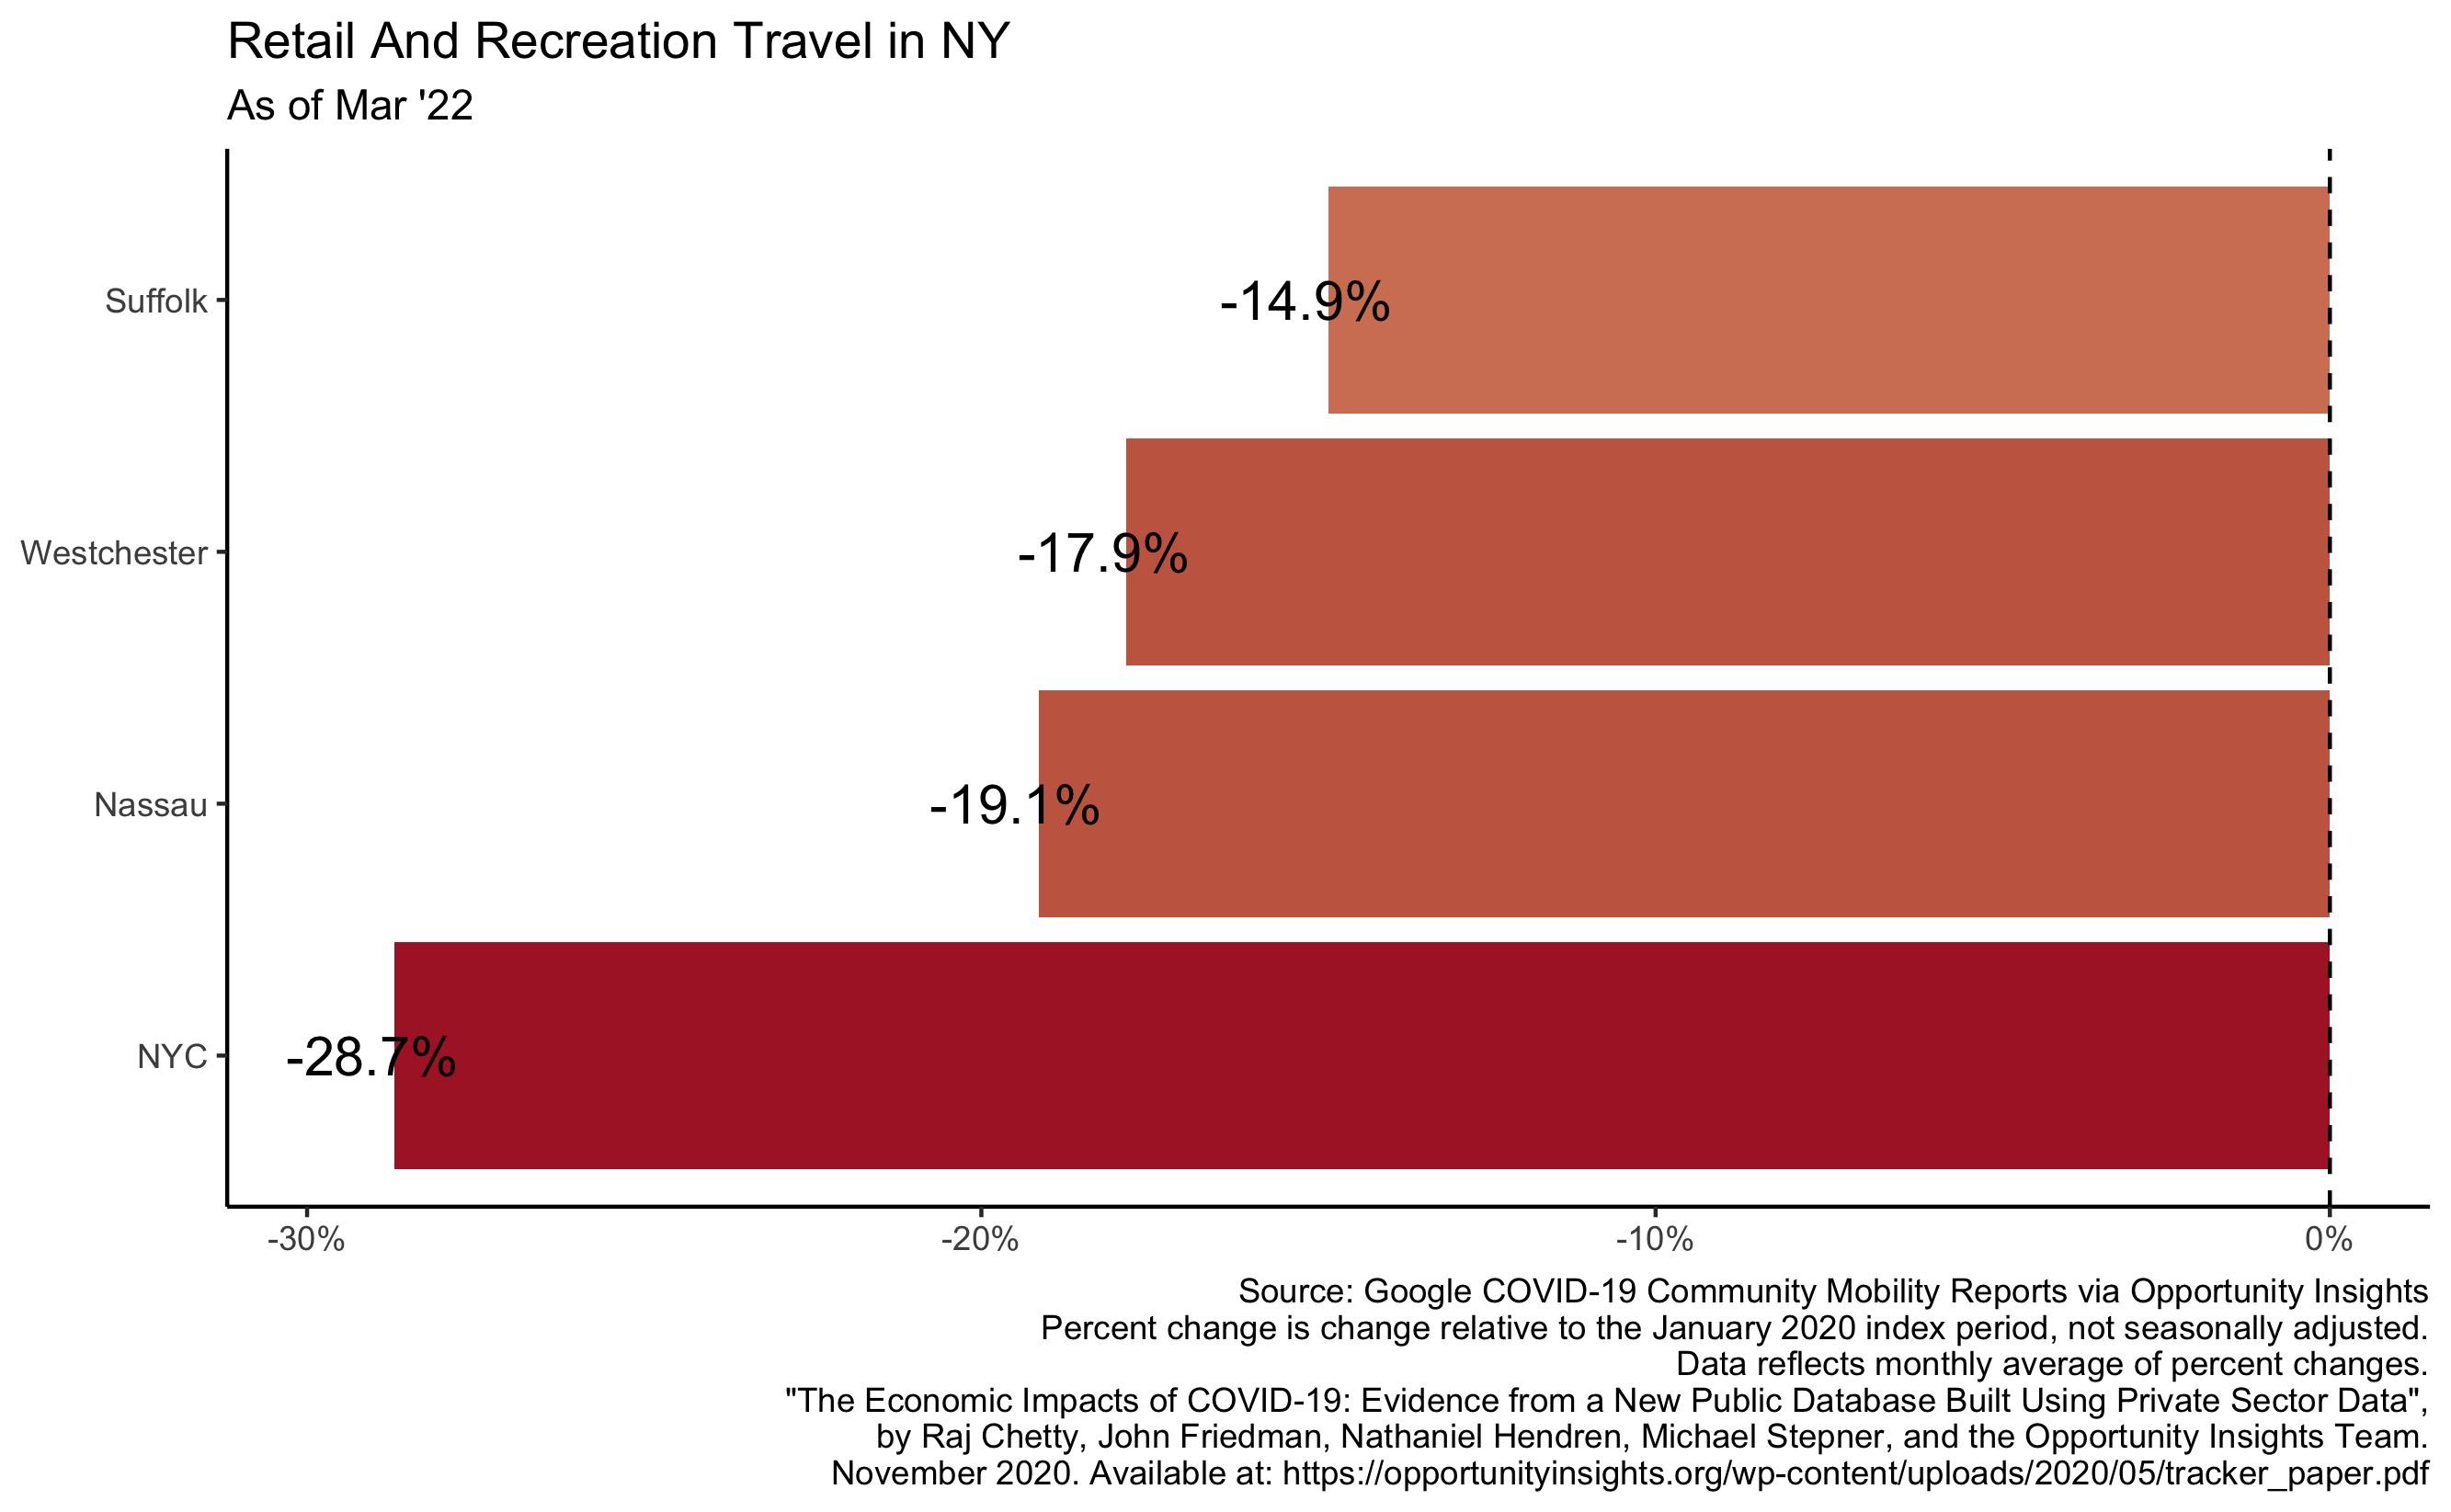 Retail And Recreation Travel in NY
As of Mar '22
Suffolk
-14.9%
Westchester
-17.9%
Nassau
-19.1%
NYC
-28.7%
-30%
-20%
-10%
0%
Source: Google COVID-19 Community Mobility Reports via Opportunity Insights
Percent change is change relative to the January 2020 index period, not seasonally adjusted.
Data reflects monthly average of percent changes.
"The Economic Impacts of COVID-19: Evidence from a New Public Database Built Using Private Sector Data",
by Raj Chetty, John Friedman, Nathaniel Hendren, Michael Stepner, and the Opportunity Insights Team.
November 2020. Available at: https://opportunityinsights.org/wp-content/uploads/2020/05/tracker_paper.pdf